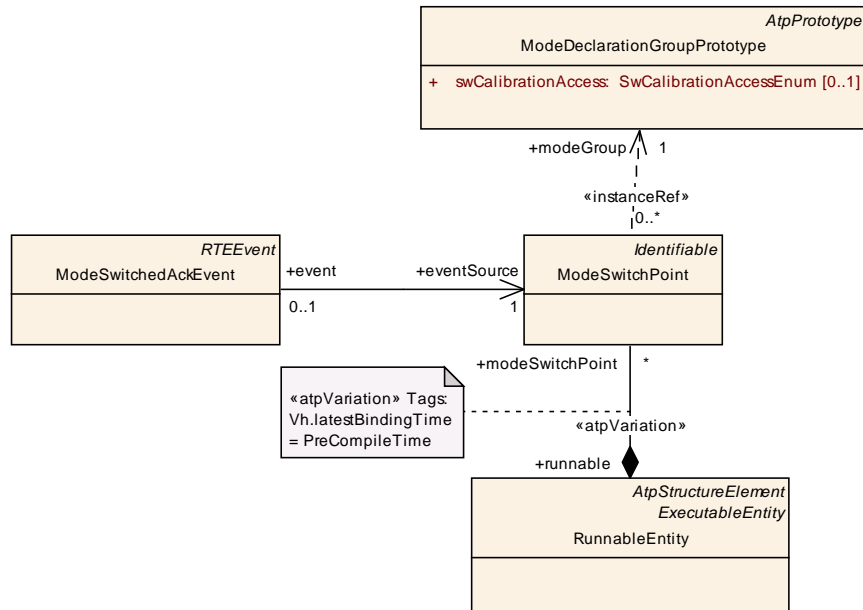 AtpPrototype
ModeDeclarationGroupPrototype
+ swCalibrationAccess: SwCalibrationAccessEnum [0..1]
+modeGroup 1
«instanceRef»
0..*
RTEEvent
ModeSwitchedAckEvent
+event
0..1
+eventSource
1
Identifiable
ModeSwitchPoint
+modeSwitchPoint *
«atpVariation» Tags:
Vh.latestBindingTime
= PreCompileTime
«atpVariation»
+runnable
AtpStructureElement
ExecutableEntity
RunnableEntity